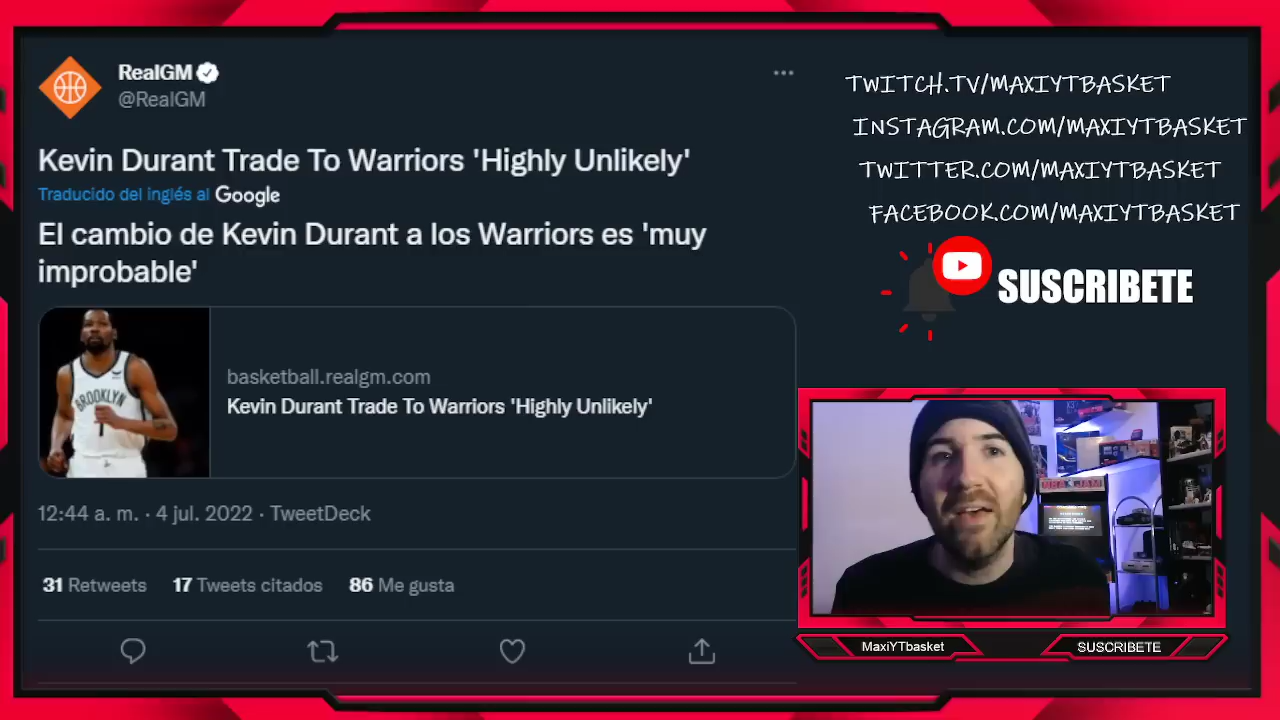 RealGM
@RealGM
Kevin Durant Trade To Warriors 'Highly Unlikely'
Traducido del inglés al Google
El cambio de Kevin Durant a los Warriors es 'muy
improbable'
BROOKLYN
basketball.realgm.com
Kevin Durant Trade To Warriors 'Highly Unlikely'
12:44 a. m. · 4 jul. 2022 · TweetDeck
31 Retweets 17 Tweets citados 86 Me gusta
TWITCH.TV/MAXIYTBASKET
INSTAGRAM.COM/MAXIYTBASKET
TWITTER.COM/MAXIYTBASKET
FACEBOOK.COM/MAXIYTBASKET
SUSCRIBETE
NBA JAM
MaxiYTbasket
SUSCRIBETE